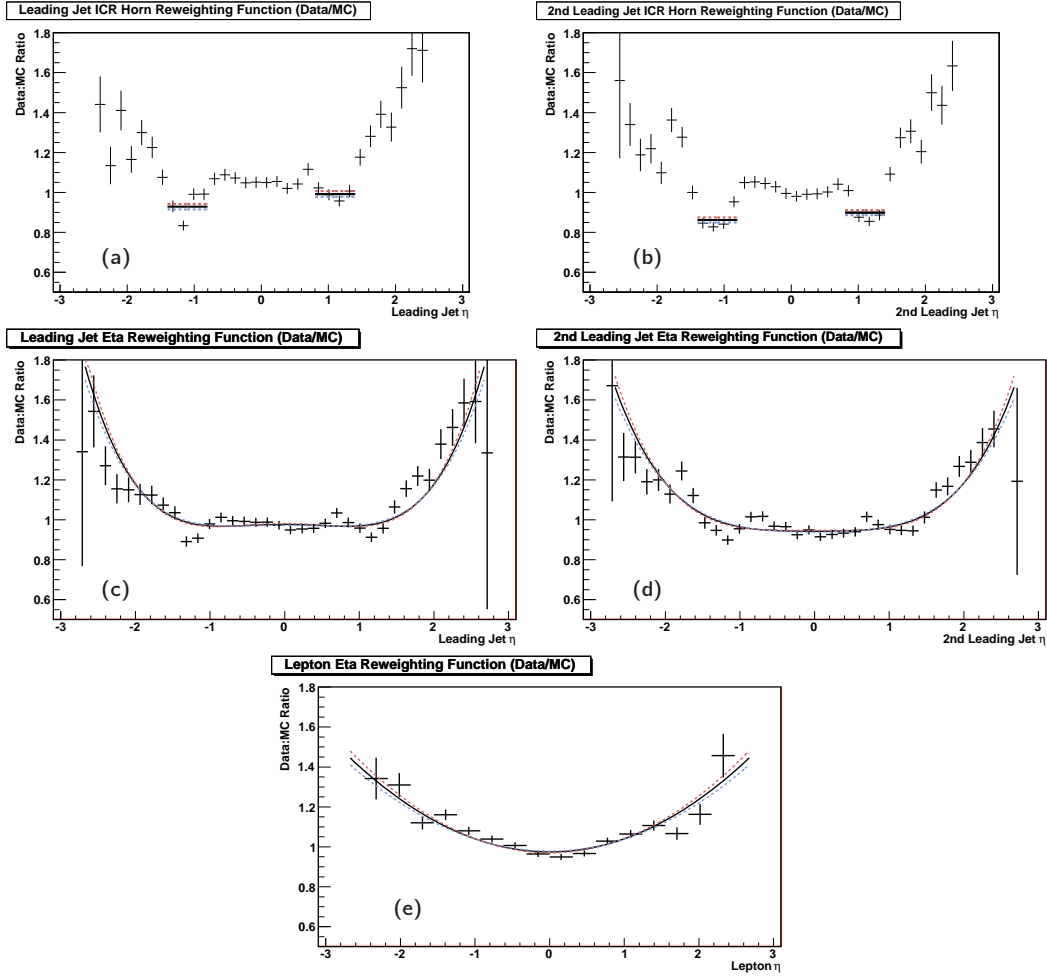 Leading Jet ICR Horn Reweighting Function (Data/MC)
Data:MC Ratio
1.8
1.6
1.4
1.2
1
0.8
0.6
(a)
-3 -2 -1 0 1 2 3
Leading Jet η
2nd Leading Jet ICR Horn Reweighting Function (Data/MC)
Data:MC Ratio
1.8
1.6
1.4
1.2
1
0.8
0.6
(b)
-3 -2 -1 0 1 2 3
2nd Leading Jet η
Leading Jet Eta Reweighting Function (Data/MC)
Data:MC Ratio
1.8
1.6
1.4
1.2
1
0.8
0.6
(c)
-3 -2 -1 0 1 2 3
Leading Jet η
2nd Leading Jet Eta Reweighting Function (Data/MC)
Data:MC Ratio
1.8
1.6
1.4
1.2
1
0.8
0.6
(d)
-3 -2 -1 0 1 2 3
2nd Leading Jet η
Lepton Eta Reweighting Function (Data/MC)
Data:MC Ratio
1.8
1.6
1.4
1.2
1
0.8
0.6
(e)
-3 -2 -1 0 1 2 3
Lepton η